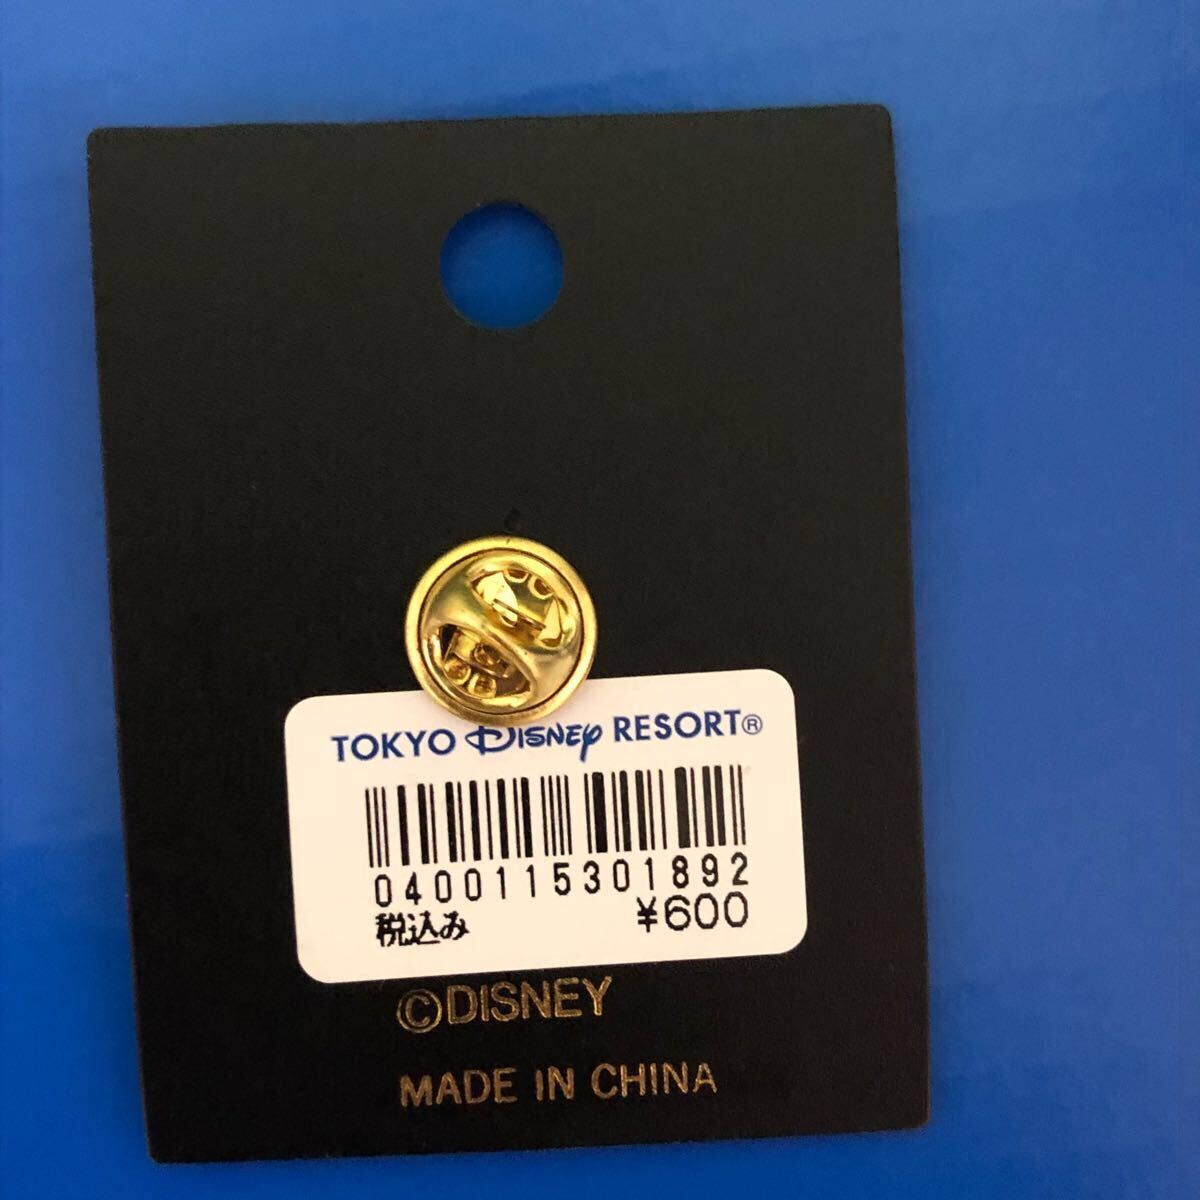 TOKYO Disney RESORT®
0400115301892
税込み ¥600
©DISNEY
MADE IN CHINA